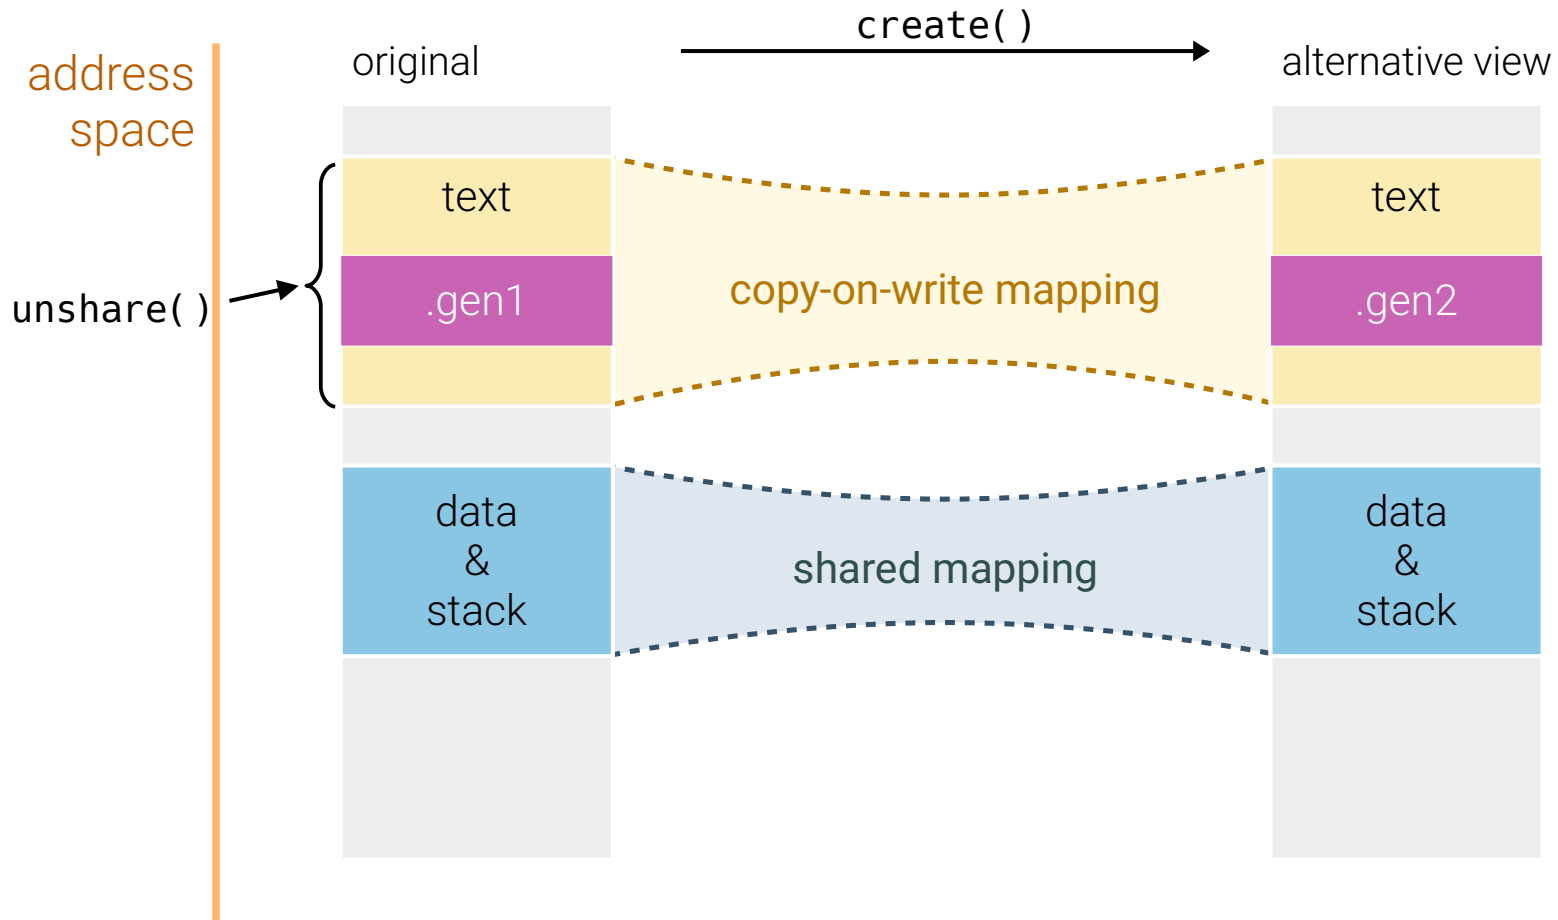 create()
address
space
original
alternative view
text
text
unshare()
.gen1
copy-on-write mapping
.gen2
data
&
stack
shared mapping
data
&
stack